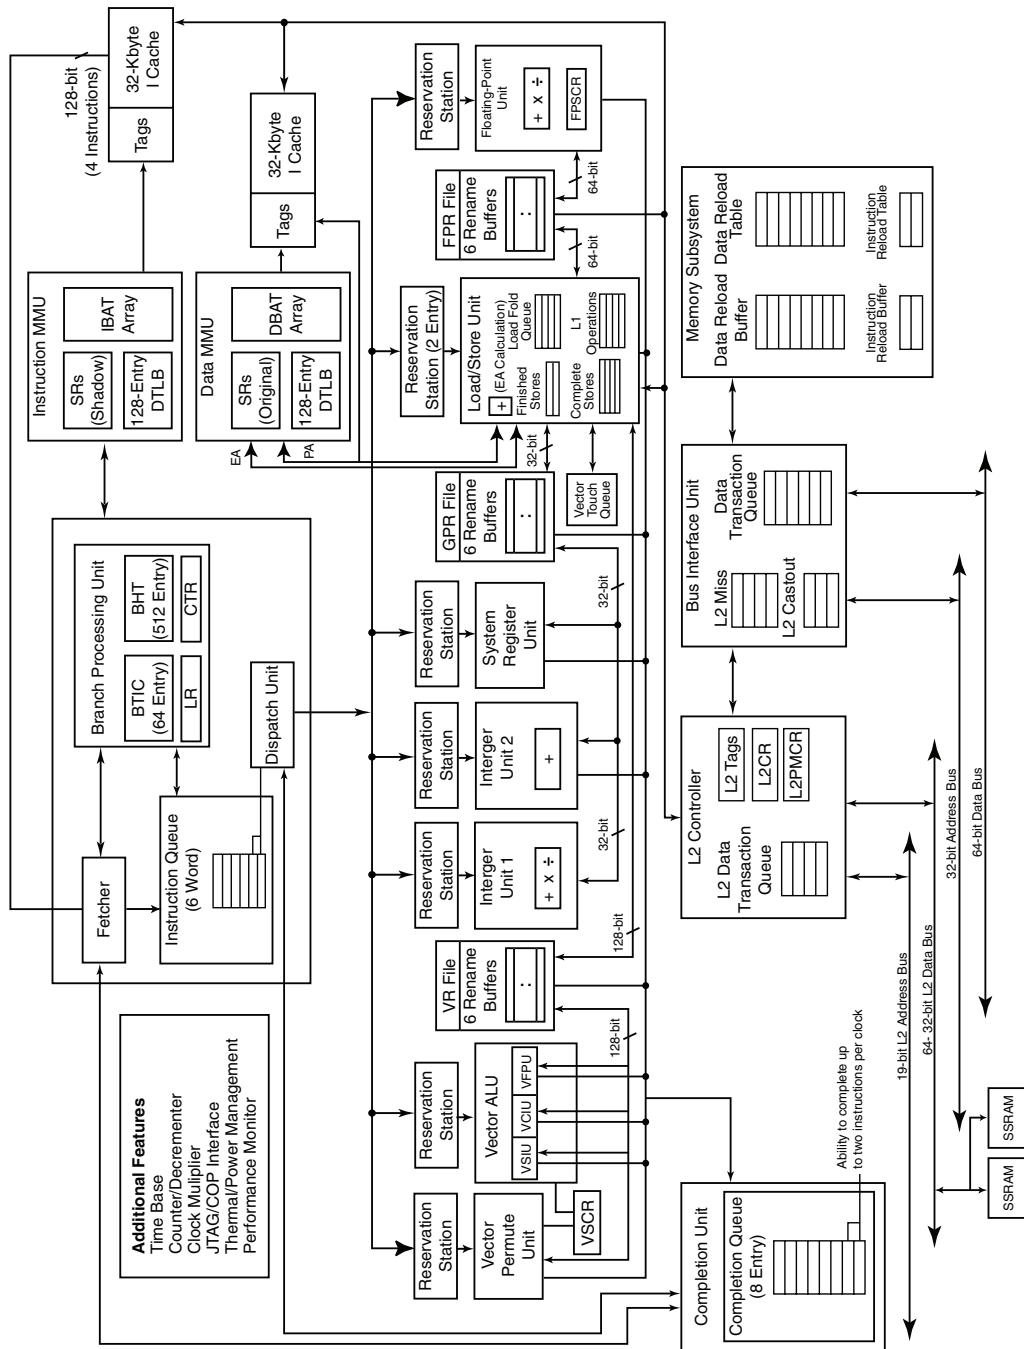 Additional Features
Time Base
Counter/Decrementer
Clock Muliplier
JTAG/COP Interface
Thermal/Power Management
Performance Monitor
Fetcher
Branch Processing Unit
BTIC
(64 Entry)
BHT
(512 Entry)
LR
CTR
Instruction Queue
(6 Word)
Dispatch Unit
Instruction MMU
SRs
(Shadow)
IBAT
Array
128-Entry
DTLB
128-bit
(4 Instructions)
Tags
32-Kbyte
I Cache
Data MMU
SRs
(Original)
DBAT
Array
128-Entry
DTLB
Tags
32-Kbyte
I Cache
EA
PA
Reservation
Station
Vector
Permute
Unit
Reservation
Station
Vector ALU
VSIU
VCIU
VFPU
VSCR
VR File
6 Rename
Buffers
:
128-bit
128-bit
Reservation
Station
Interger
Unit 1
+ x ÷
Reservation
Station
Interger
Unit 2
+
Reservation
Station
System
Register
Unit
32-bit
32-bit
GPR File
6 Rename
Buffers
:
32-bit
Vector
Touch
Queue
Reservation
Station (2 Entry)
Load/Store Unit
+
(EA Calculation)
Load Fold
Queue
Finished
Stores
L1
Operations
Complete
Stores
64-bit
FPR File
6 Rename
Buffers
:
64-bit
Reservation
Station
Floating-Point
Unit
+ x ÷
FPSCR
Completion Unit
Completion Queue
(8 Entry)
Ability to complete up
to two instructions per clock
L2 Controller
L2 Data
Transaction
Queue
L2 Tags
L2CR
L2PMCR
Bus Interface Unit
L2 Miss
Data
Transaction
Queue
L2 Castout
Memory Subsystem
Data Reload
Buffer
Data Reload
Table
Instruction
Reload Buffer
Instruction
Reload Table
19-bit L2 Address Bus
64- 32-bit L2 Data Bus
32-bit Address Bus
64-bit Data Bus
SSRAM
SSRAM